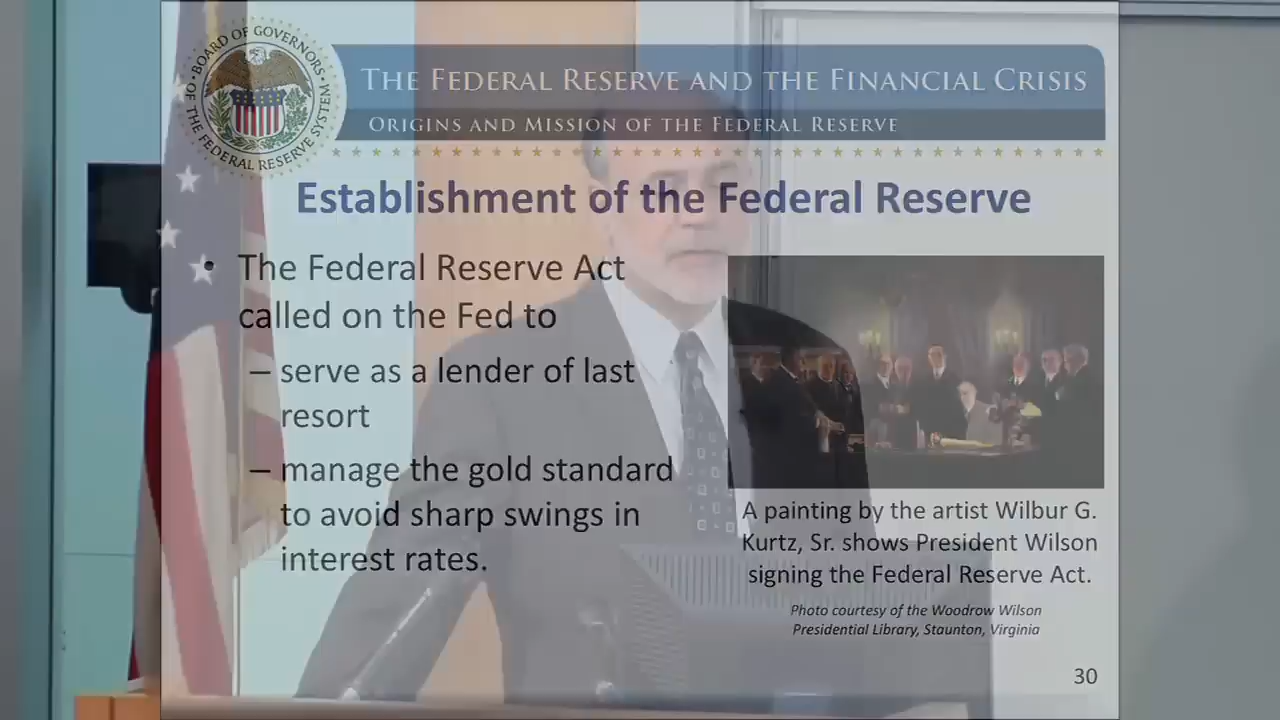 BOARD OF GOVERNORS
OF THE FEDERAL RESERVE SYSTEM
THE FEDERAL RESERVE AND THE FINANCIAL CRISIS
ORIGINS AND MISSION OF THE FEDERAL RESERVE
Establishment of the Federal Reserve
• The Federal Reserve Act
called on the Fed to
– serve as a lender of last
resort
– manage the gold standard
to avoid sharp swings in
interest rates.
A painting by the artist Wilbur G.
Kurtz, Sr. shows President Wilson
signing the Federal Reserve Act.
Photo courtesy of the Woodrow Wilson
Presidential Library, Staunton, Virginia
30